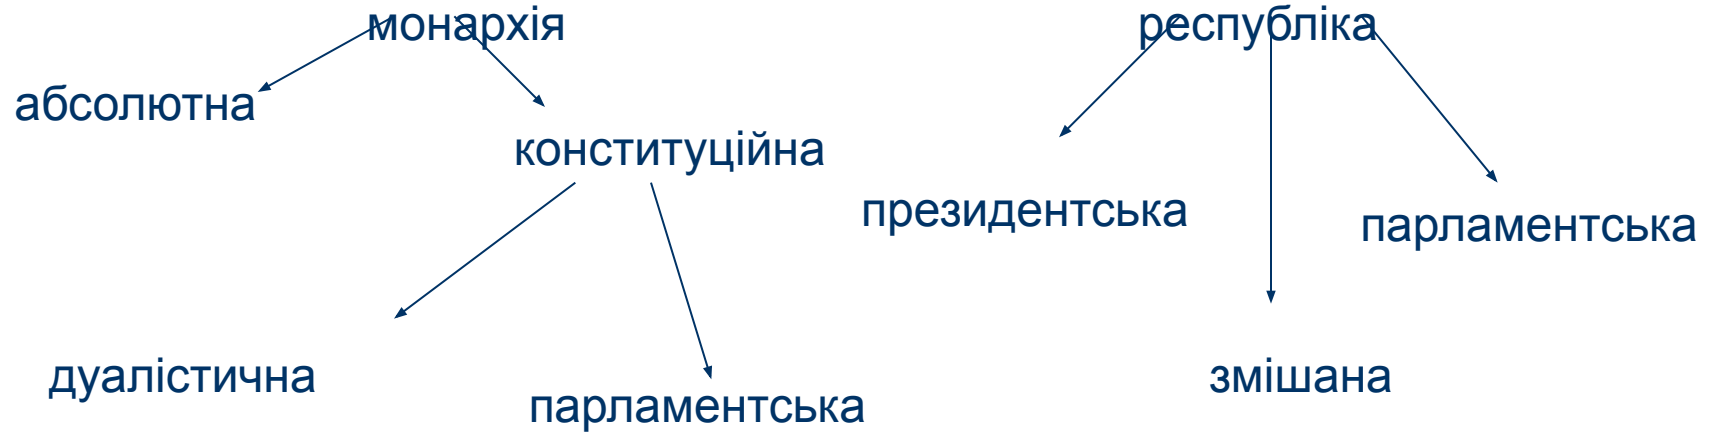 монархія
абсолютна
конституційна
дуалістична
парламентська
республіка
президентська
парламентська
змішана